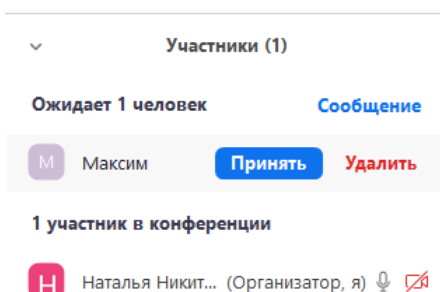 Участники (1)
Ожидает 1 человек Сообщение
М Максим Принять Удалить
1 участник в конференции
Н Наталья Никит... (Организатор, я)